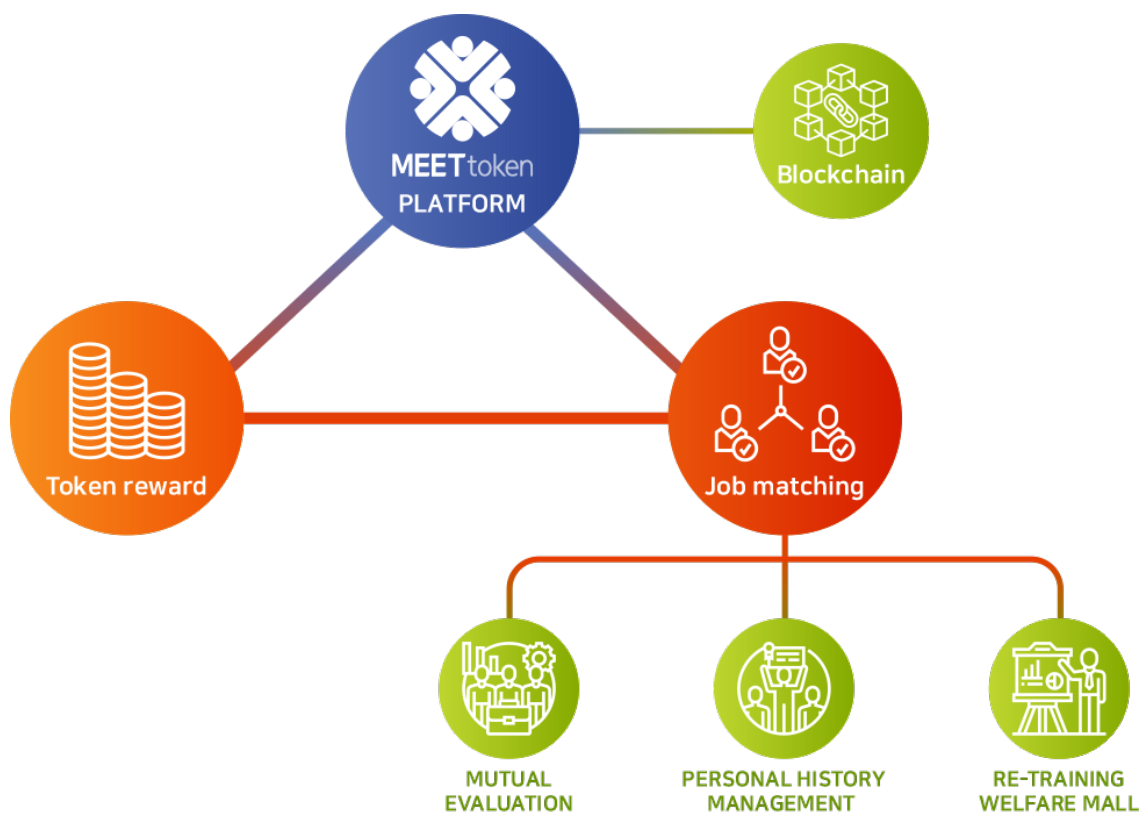 MEETtoken
PLATFORM
Blockchain
Token reward
Job matching
MUTUAL
EVALUATION
PERSONAL HISTORY
MANAGEMENT
RE-TRAINING
WELFARE MALL